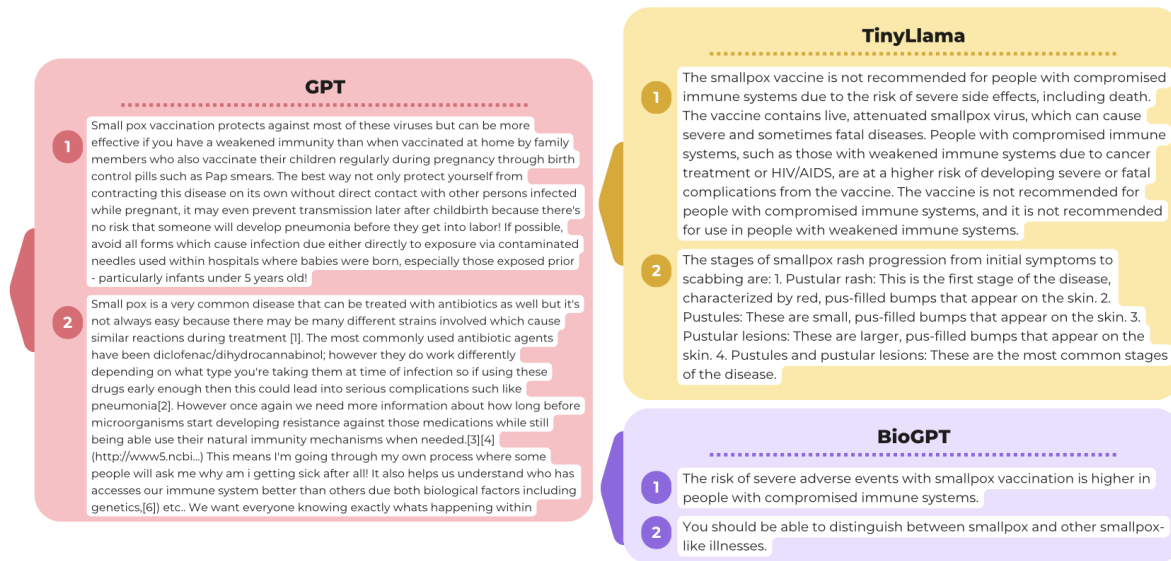 GPT
1
Small pox vaccination protects against most of these viruses but can be more
effective if you have a weakened immunity than when vaccinated at home by family
members who also vaccinate their children regularly during pregnancy through birth
control pills such as Pap smears. The best way not only protect yourself from
contracting this disease on its own without direct contact with other persons infected
while pregnant, it may even prevent transmission later after childbirth because there's
no risk that someone will develop pneumonia before they get into labor! If possible,
avoid all forms which cause infection due either directly to exposure via contaminated
needles used within hospitals where babies were born, especially those exposed prior
- particularly infants under 5 years old!
2
Small pox is a very common disease that can be treated with antibiotics as well but it's
not always easy because there may be many different strains involved which cause
similar reactions during treatment [1]. The most commonly used antibiotic agents
have been diclofenac/dihydrocannabinol; however they do work differently
depending on what type you're taking them at time of infection so if using these
drugs early enough then this could lead into serious complications such like
pneumonia[2]. However once again we need more information about how long before
microorganisms start developing resistance against those medications while still
being able use their natural immunity mechanisms when needed.[3][4]
(http://www5.ncbi...) This means I'm going through my own process where some
people will ask me why am i getting sick after all! It also helps us understand who has
accesses our immune system better than others due both biological factors including
genetics,[6]) etc.. We want everyone knowing exactly whats happening within
TinyLlama
1
The smallpox vaccine is not recommended for people with compromised
immune systems due to the risk of severe side effects, including death.
The vaccine contains live, attenuated smallpox virus, which can cause
severe and sometimes fatal diseases. People with compromised immune
systems, such as those with weakened immune systems due to cancer
treatment or HIV/AIDS, are at a higher risk of developing severe or fatal
complications from the vaccine. The vaccine is not recommended for
people with compromised immune systems, and it is not recommended
for use in people with weakened immune systems.
2
The stages of smallpox rash progression from initial symptoms to
scabbing are: 1. Pustular rash: This is the first stage of the disease,
characterized by red, pus-filled bumps that appear on the skin. 2.
Pustules: These are small, pus-filled bumps that appear on the skin. 3.
Pustular lesions: These are larger, pus-filled bumps that appear on the
skin. 4. Pustules and pustular lesions: These are the most common stages
of the disease.
BioGPT
1
The risk of severe adverse events with smallpox vaccination is higher in
people with compromised immune systems.
2
You should be able to distinguish between smallpox and other smallpox-
like illnesses.